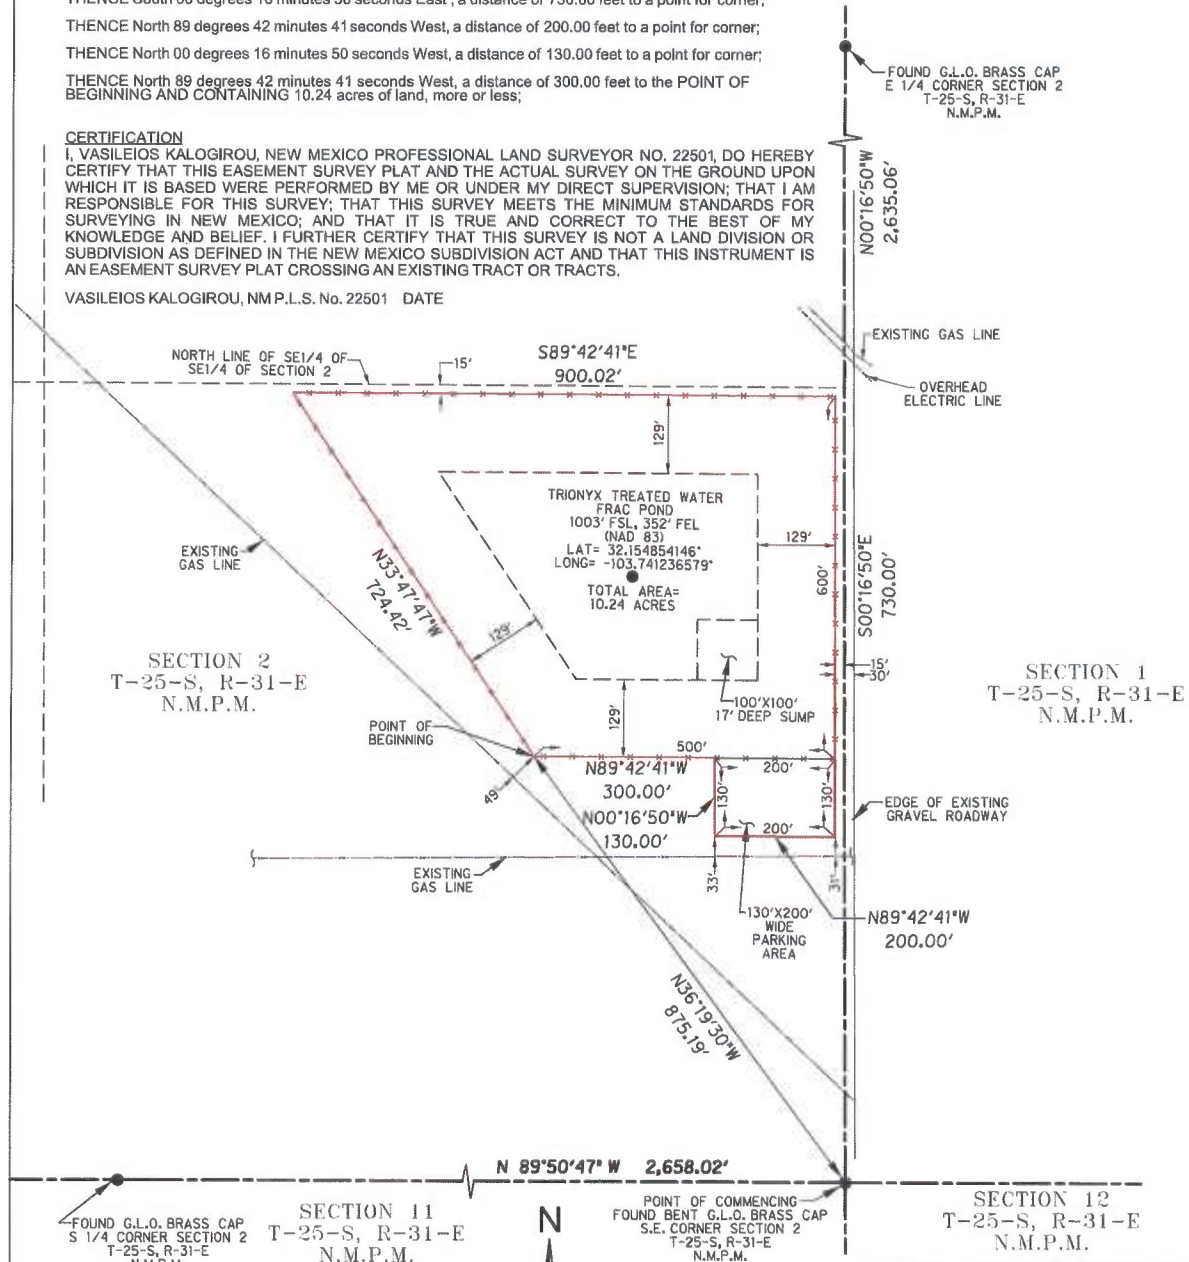 THENCE South 00 degrees 16 minutes 50 seconds East , a distance of 730.00 feet to a point for corner;
THENCE North 89 degrees 42 minutes 41 seconds West, a distance of 200.00 feet to a point for corner;
THENCE North 00 degrees 16 minutes 50 seconds West, a distance of 130.00 feet to a point for corner;
THENCE North 89 degrees 42 minutes 41 seconds West, a distance of 300.00 feet to the POINT OF
BEGINNING AND CONTAINING 10.24 acres of land, more or less;
CERTIFICATION
I, VASILEIOS KALOGIROU, NEW MEXICO PROFESSIONAL LAND SURVEYOR NO. 22501, DO HEREBY
CERTIFY THAT THIS EASEMENT SURVEY PLAT AND THE ACTUAL SURVEY ON THE GROUND UPON
WHICH IT IS BASED WERE PERFORMED BY ME OR UNDER MY DIRECT SUPERVISION; THAT I AM
RESPONSIBLE FOR THIS SURVEY; THAT THIS SURVEY MEETS THE MINIMUM STANDARDS FOR
SURVEYING IN NEW MEXICO; AND THAT IT IS TRUE AND CORRECT TO THE BEST OF MY
KNOWLEDGE AND BELIEF. I FURTHER CERTIFY THAT THIS SURVEY IS NOT A LAND DIVISION OR
SUBDIVISION AS DEFINED IN THE NEW MEXICO SUBDIVISION ACT AND THAT THIS INSTRUMENT IS
AN EASEMENT SURVEY PLAT CROSSING AN EXISTING TRACT OR TRACTS.
VASILEIOS KALOGIROU, NM P.L.S. No. 22501 DATE
FOUND G.L.O. BRASS CAP
E 1/4 CORNER SECTION 2
T-25-S, R-31-E
N.M.P.M.
N00°16'50"W
2,635.06'
EXISTING GAS LINE
OVERHEAD
ELECTRIC LINE
NORTH LINE OF SE1/4 OF
SE1/4 OF SECTION 2
15'
S89°42'41"E
900.02'
129'
TRIONYX TREATED WATER
FRAC POND
1003' FSL, 352' FEL
(NAD 83)
LAT= 32.154854146°
LONG= -103.741236579°
TOTAL AREA=
10.24 ACRES
129'
600'
S00°16'50"E
730.00'
EXISTING
GAS LINE
N33°47'47"W
724.42'
129'
SECTION 2
T-25-S, R-31-E
N.M.P.M.
15'
30'
SECTION 1
T-25-S, R-31-E
N.M.P.M.
100'X100'
17' DEEP SUMP
129'
POINT OF
BEGINNING
500'
N89°42'41"W
300.00'
200'
49'
N00°16'50"W
130.00'
130'
130'
200'
EDGE OF EXISTING
GRAVEL ROADWAY
EXISTING
GAS LINE
33'
31'
130'X200'
WIDE
PARKING
AREA
N89°42'41"W
200.00'
N36°19'30"W
875.19'
N 89°50'47" W 2,658.02'
FOUND G.L.O. BRASS CAP
S 1/4 CORNER SECTION 2
T-25-S, R-31-E
N.M.P.M.
SECTION 11
T-25-S, R-31-E
N.M.P.M.
N
POINT OF COMMENCING
FOUND BENT G.L.O. BRASS CAP
S.E. CORNER SECTION 2
T-25-S, R-31-E
N.M.P.M.
SECTION 12
T-25-S, R-31-E
N.M.P.M.